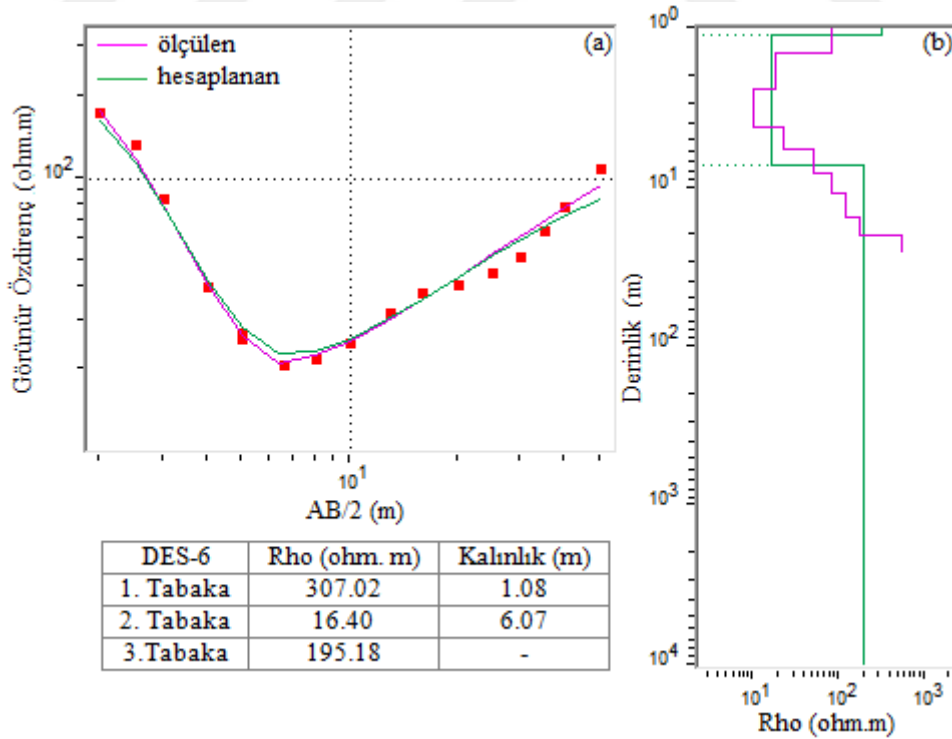 (a)
ölçülen
hesaplanan
Görünür Özdirenç (ohm.m)
10²
10¹
AB/2 (m)
DES-6 Rho (ohm. m) Kalınlık (m)
1. Tabaka 307.02 1.08
2. Tabaka 16.40 6.07
3.Tabaka 195.18 -
(b)
Derinlik (m)
10⁰
10¹
10²
10³
10⁴
10¹ 10² 10³
Rho (ohm.m)